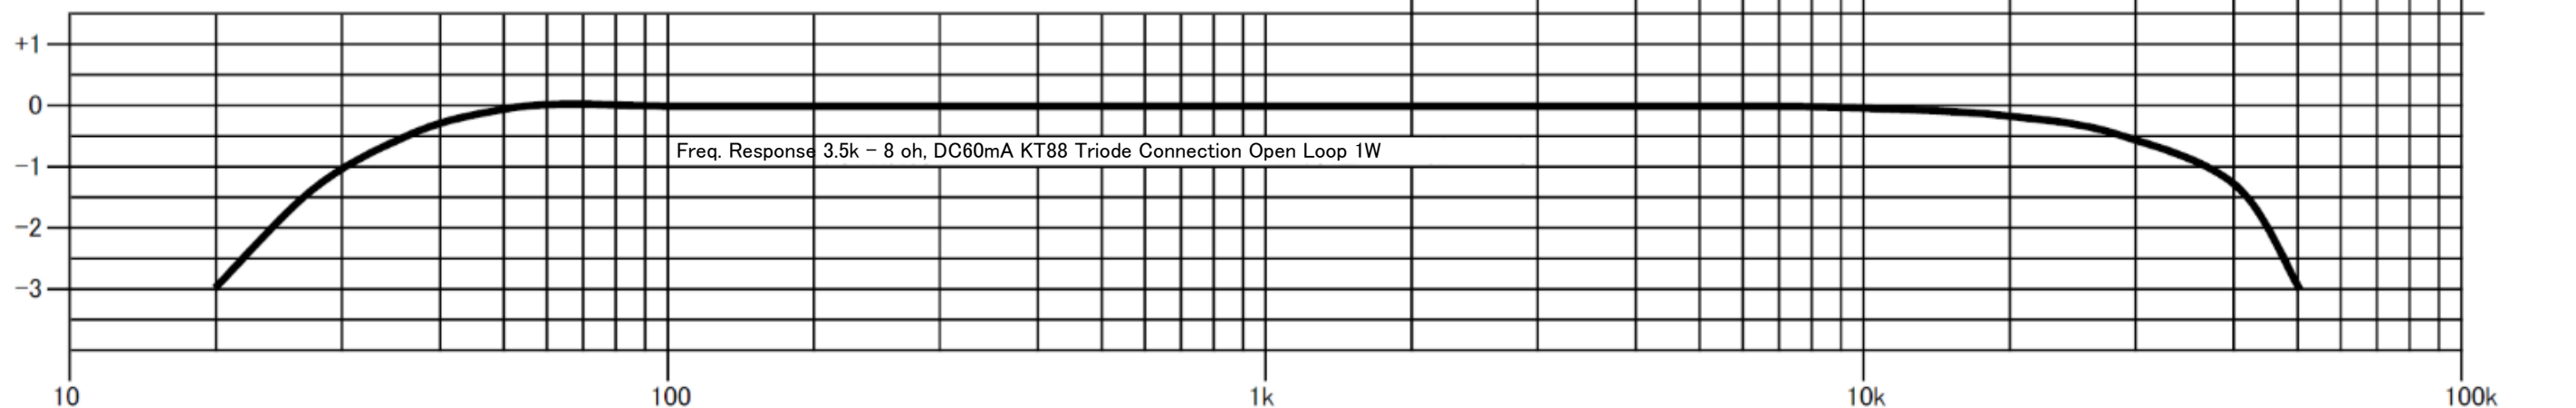 +1
0
Freq. Response 3.5k - 8 oh, DC60mA KT88 Triode Connection Open Loop 1W
-1
-2
-3
10 100 1k 10k 100k